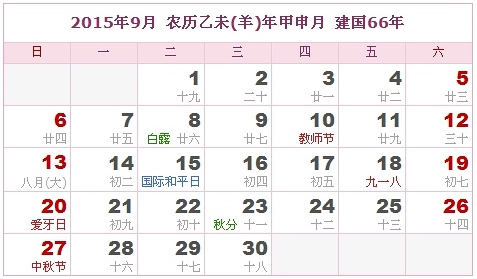 2015年9月 农历乙未(羊)年甲申月 建国66年
日 一 二 三 四 五 六
1 2 3 4 5
十九 二十 廿一 廿二 廿三
6 7 8 9 10 11 12
廿四 廿五 白露 廿六 廿七 教师节 廿九 三十
13 14 15 16 17 18 19
八月(大) 初二 国际和平日 初四 初五 九一八 初七
20 21 22 23 24 25 26
爱牙日 初九 初十 秋分 十一 十二 十三 十四
27 28 29 30
中秋节 十六 十七 十八